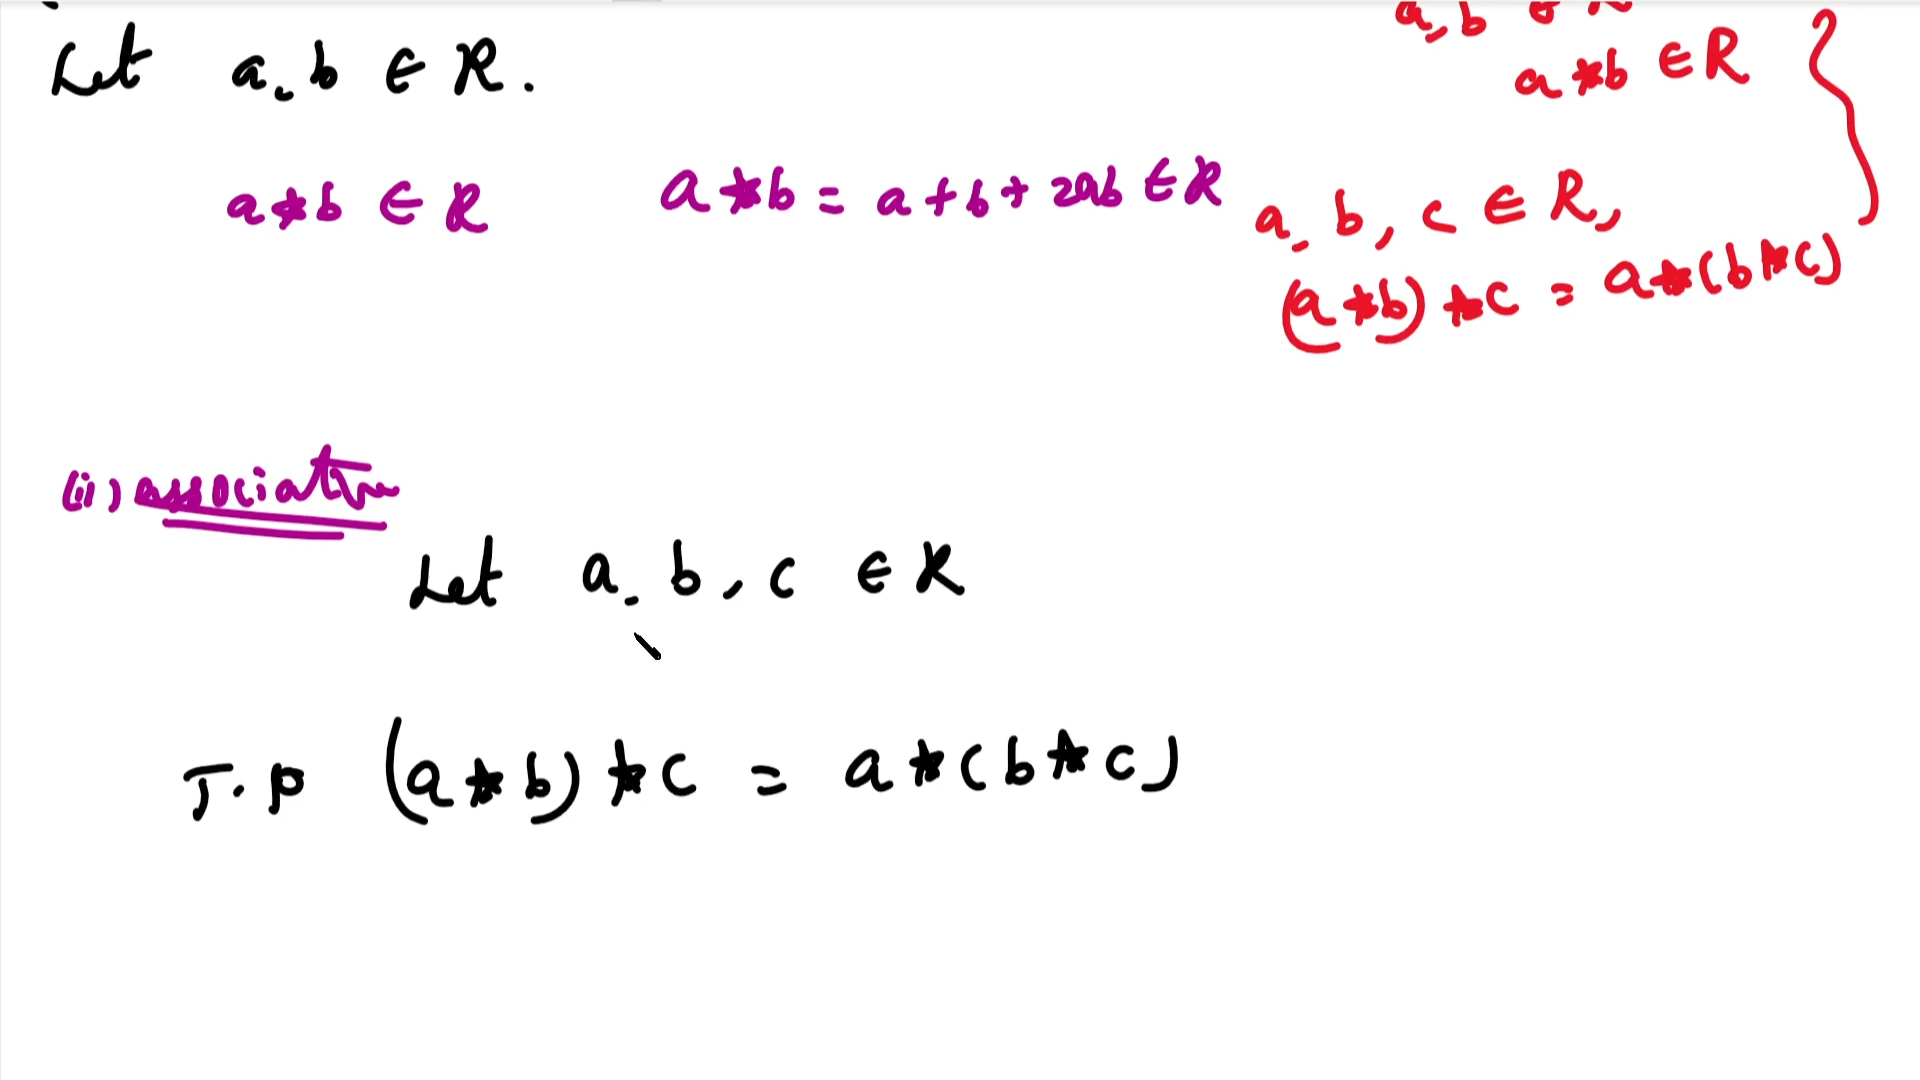 Let a, b ∈ R.
a, b ∈ R
a * b ∈ R
a * b ∈ R
a * b = a + b + 2ab ∈ R
a, b, c ∈ R,
(a * b) * c = a * (b * c)
(ii) associative
Let a, b, c ∈ R
T.p (a * b) * c = a * (b * c)